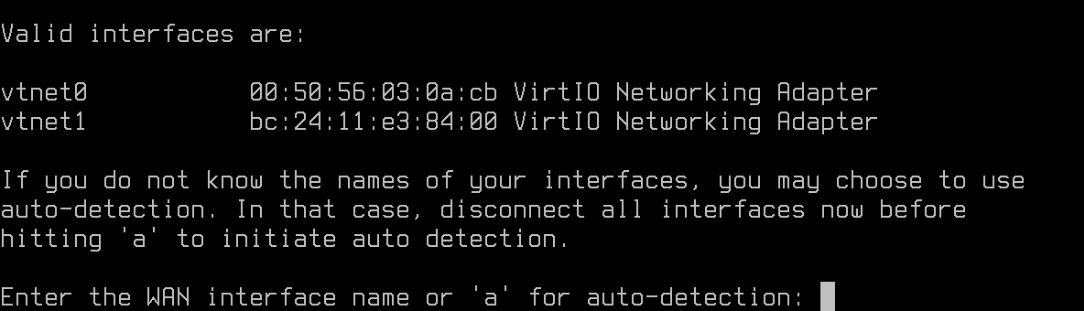 Valid interfaces are:
vtnet0 00:50:56:03:0a:cb VirtIO Networking Adapter
vtnet1 bc:24:11:e3:84:00 VirtIO Networking Adapter
If you do not know the names of your interfaces, you may choose to use
auto-detection. In that case, disconnect all interfaces now before
hitting 'a' to initiate auto detection.
Enter the WAN interface name or 'a' for auto-detection: